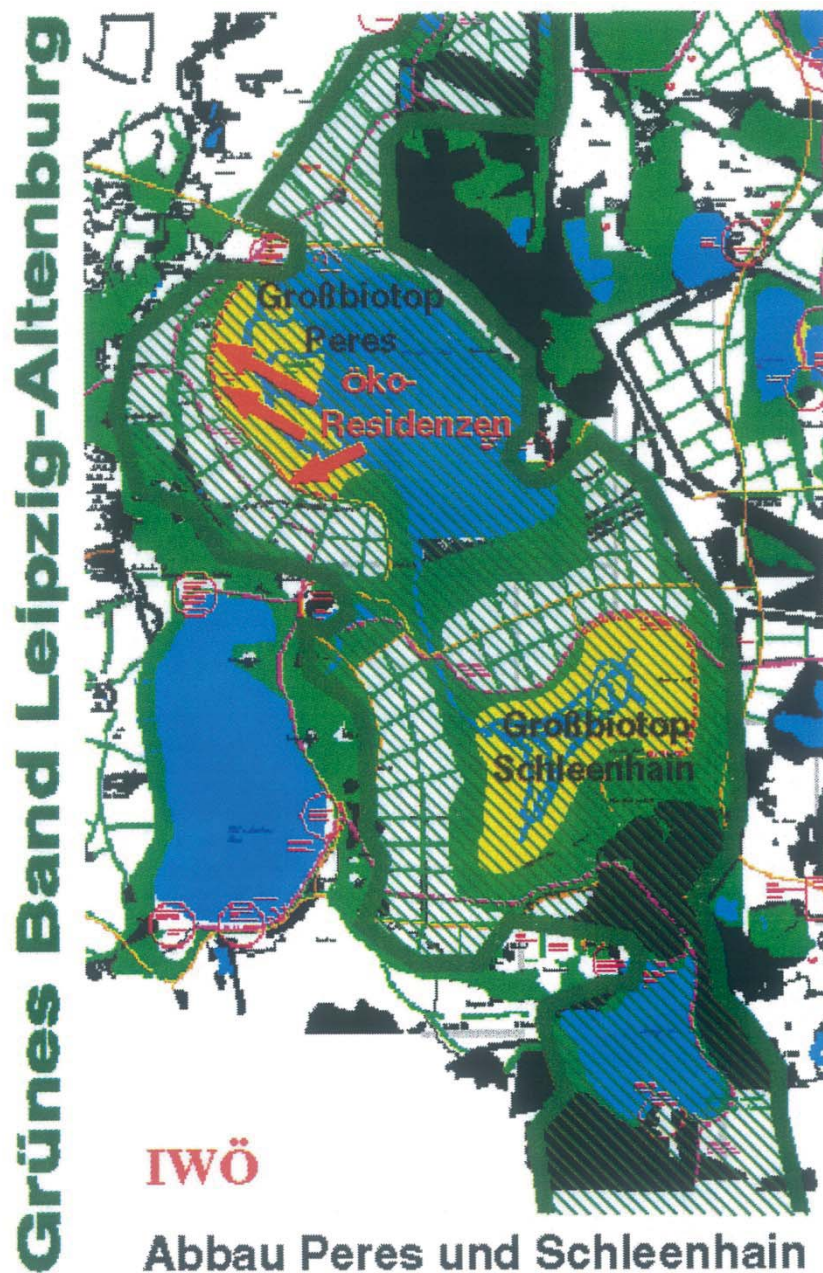 Grünes Band Leipzig-Altenburg
Großbiotop
Peres
öko-
Residenzen
Großbiotop
Schleenhain
IWÖ
Abbau Peres und Schleenhain